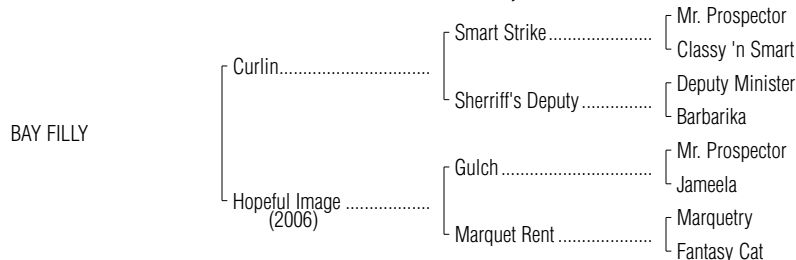 Mr. Prospector
Smart Strike
Classy 'n Smart
Curlin
Deputy Minister
Sherriff's Deputy
Barbarika
BAY FILLY
Mr. Prospector
Gulch
Jameela
Hopeful Image
(2006)
Marquetry
Marquet Rent
Fantasy Cat